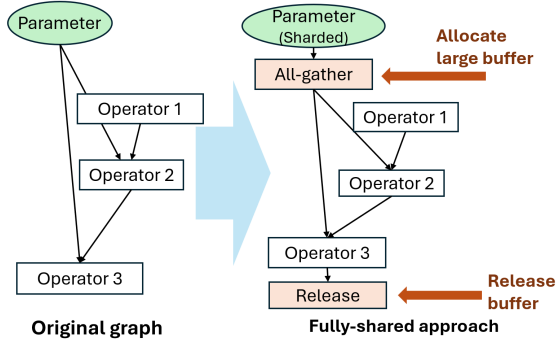 Parameter
Operator 1
Operator 2
Operator 3
Original graph
Parameter
(Sharded)
All-gather
Allocate
large buffer
Operator 1
Operator 2
Operator 3
Release
Release
buffer
Fully-shared approach